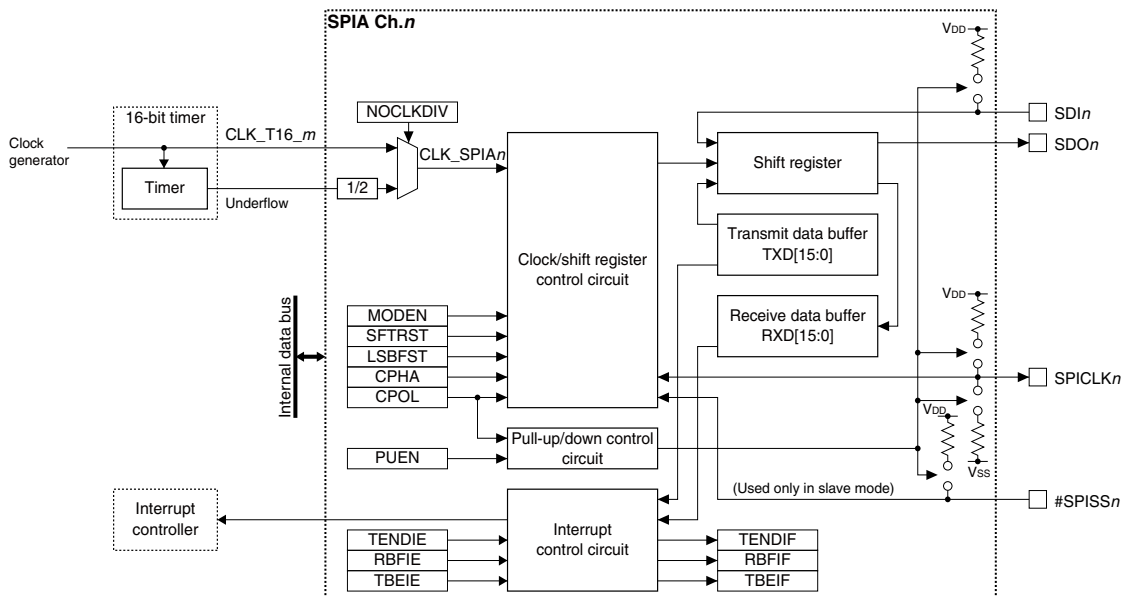 SPIA Ch.n
VDD
SDIn
SDOn
16-bit timer
NOCLKDIV
Clock
generator
CLK_T16_m
CLK_SPIAn
Timer
1/2
Underflow
Shift register
Transmit data buffer
TXD[15:0]
Clock/shift register
control circuit
Receive data buffer
RXD[15:0]
VDD
Internal data bus
MODEN
SFTRST
LSBFST
CPHA
CPOL
SPICLKn
VDD
Pull-up/down control
circuit
PUEN
VSS
(Used only in slave mode)
#SPISSn
Interrupt
controller
Interrupt
control circuit
TENDIE
RBFIE
TBEIE
TENDIF
RBFIF
TBEIF